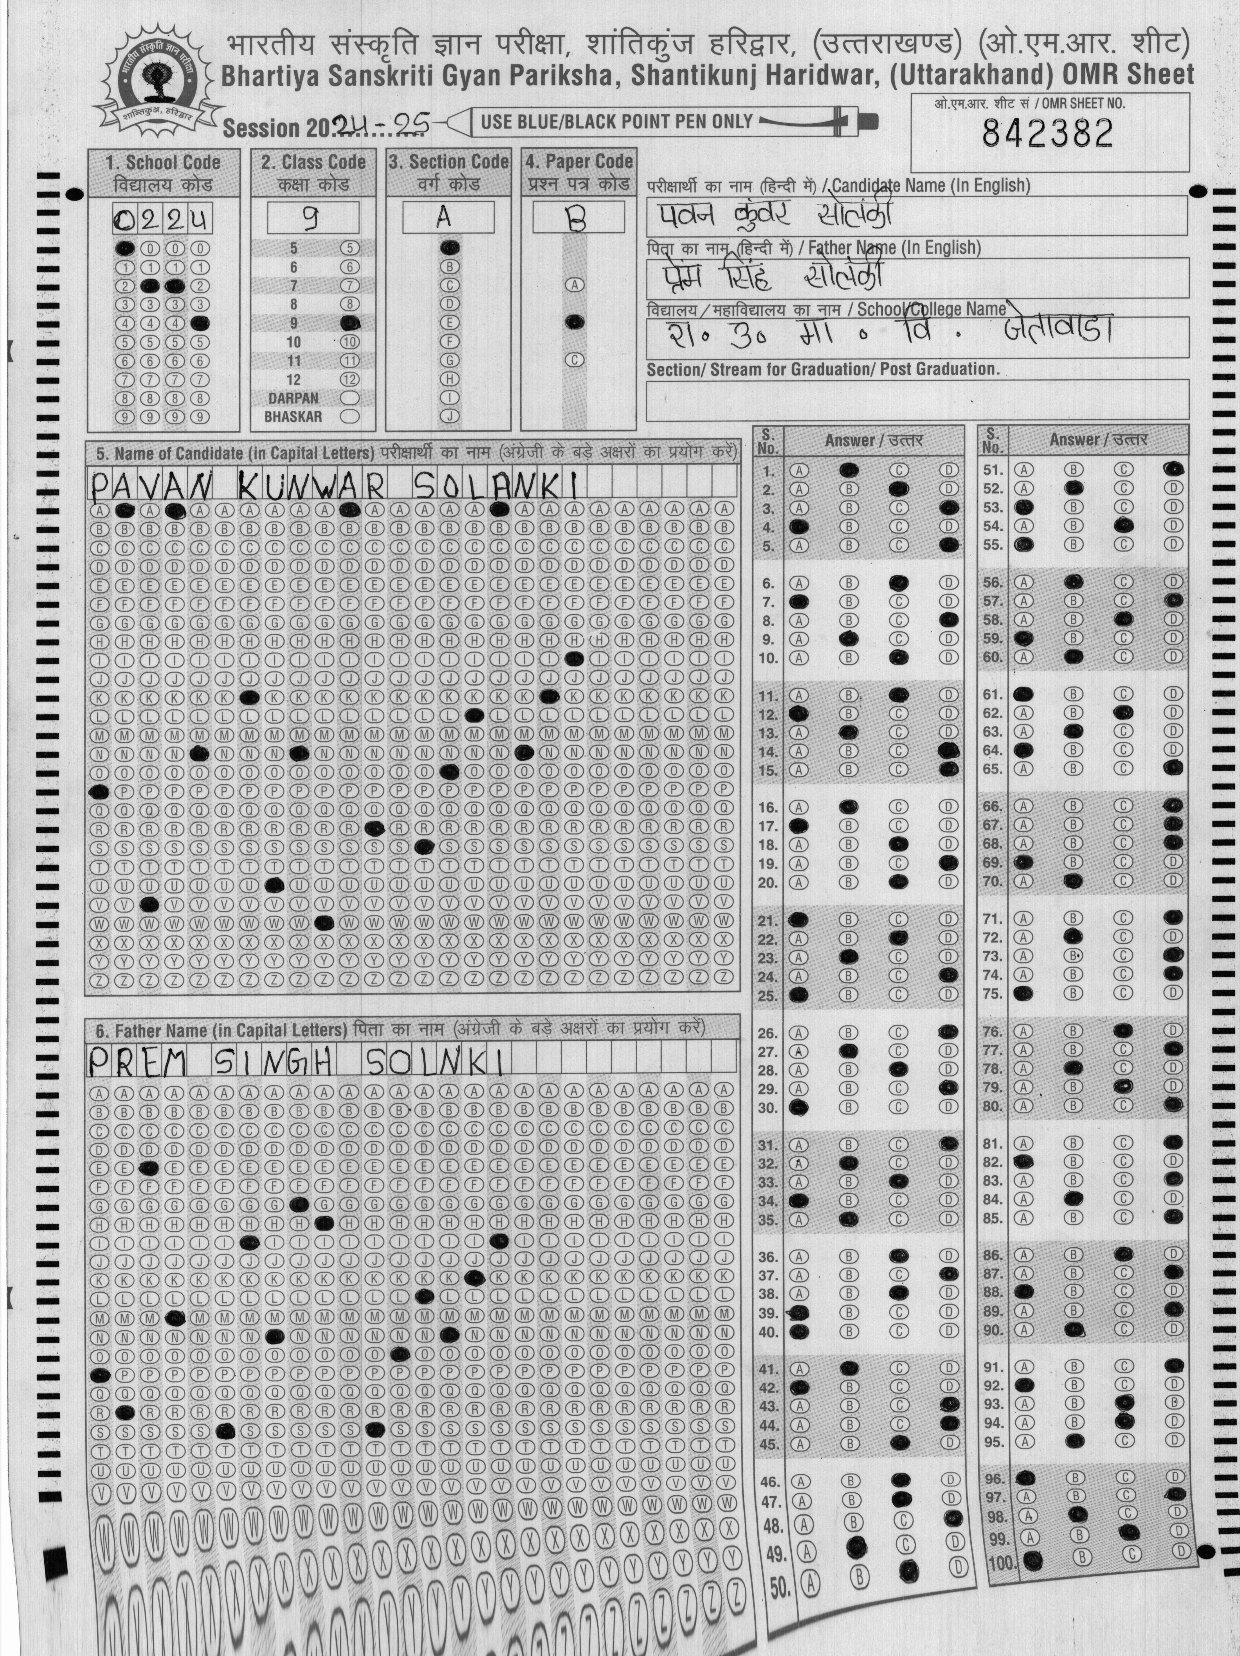 भारतीय संस्कृति ज्ञान परीक्षा, शांतिकुंज हरिद्वार, (उत्तराखण्ड) (ओ.एम.आर. शीट)
Bhartiya Sanskriti Gyan Pariksha, Shantikunj Haridwar, (Uttarakhand) OMR Sheet
Session 2024-25
USE BLUE/BLACK POINT PEN ONLY
ओ.एम.आर. शीट सं / OMR SHEET NO.
842382
1. School Code
विद्यालय कोड
0224
2. Class Code
कक्षा कोड
9
5 6 7 8 9 10 11 12
DARPAN
BHASKAR
3. Section Code
वर्ग कोड
A
4. Paper Code
प्रश्न पत्र कोड
B
परीक्षार्थी का नाम (हिन्दी में) / Candidate Name (In English)
पवन कुंवर सोलंकी
पिता का नाम (हिन्दी में) / Father Name (In English)
प्रेम सिंह सोलंकी
विद्यालय / महाविद्यालय का नाम / School/College Name
रा. उ. मा. वि. जेतावाडा
Section/ Stream for Graduation/ Post Graduation.
5. Name of Candidate (in Capital Letters) परीक्षार्थी का नाम (अंग्रेजी के बड़े अक्षरों का प्रयोग करें)
PAVAN KUNWAR SOLANKI
6. Father Name (in Capital Letters) पिता का नाम (अंग्रेजी के बड़े अक्षरों का प्रयोग करें)
PREM SINGH SOLNKI
S. No. Answer / उत्तर
S. No. Answer / उत्तर